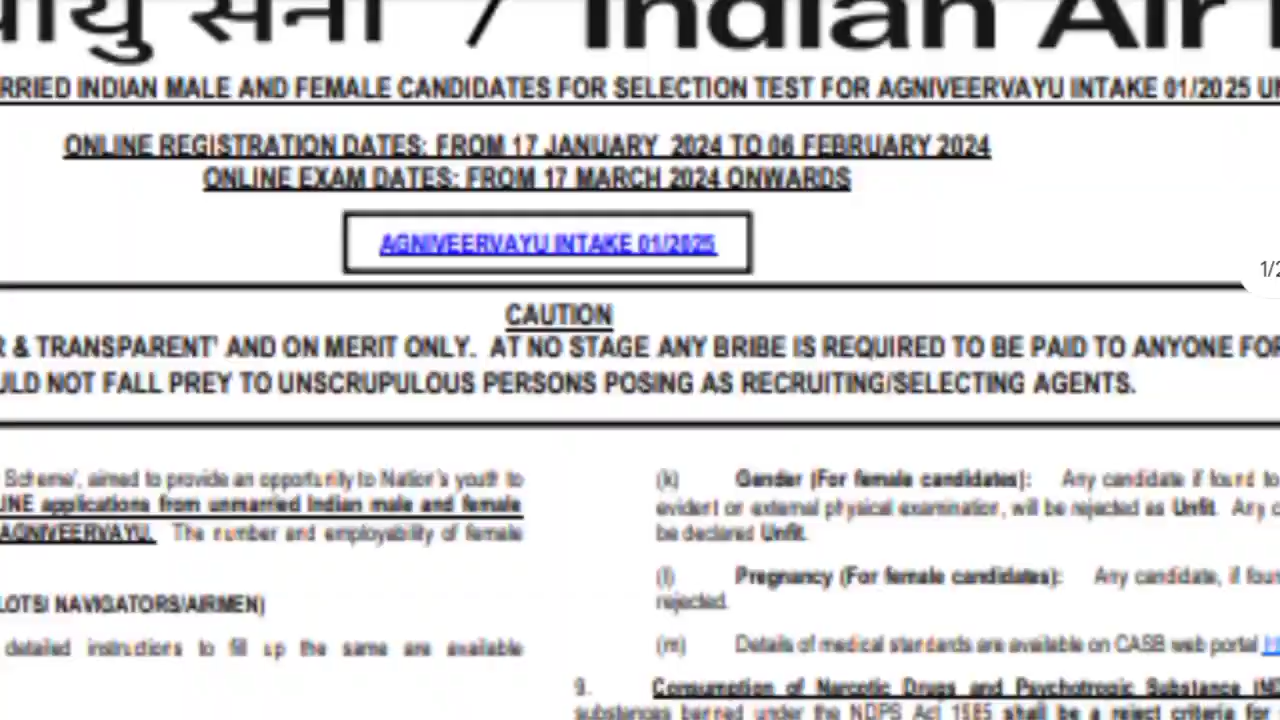 वायु सेना / Indian Air
RRIED INDIAN MALE AND FEMALE CANDIDATES FOR SELECTION TEST FOR AGNIVEERVAYU INTAKE 01/2025 UN
ONLINE REGISTRATION DATES: FROM 17 JANUARY 2024 TO 06 FEBRUARY 2024
ONLINE EXAM DATES: FROM 17 MARCH 2024 ONWARDS
AGNIVEERVAYU INTAKE 01/2025
1/2
CAUTION
R & TRANSPARENT' AND ON MERIT ONLY. AT NO STAGE ANY BRIBE IS REQUIRED TO BE PAID TO ANYONE FOR
ULD NOT FALL PREY TO UNSCRUPULOUS PERSONS POSING AS RECRUITING/SELECTING AGENTS.
Scheme', aimed to provide an opportunity to Nation's youth to
INE applications from unmarried Indian male and female
AGNIVEERVAYU. The number and employability of female
LOTS/ NAVIGATORS/AIRMEN)
detailed instructions to fill up the same are available
(k) Gender (For female candidates): Any candidate if found to
evident on external physical examination, will be rejected as Unfit. Any c
be declared Unfit.
(l) Pregnancy (For female candidates): Any candidate, if foun
rejected.
(m) Details of medical standards are available on CASB web portal
9. Consumption of Narcotic Drugs and Psychotropic Substance (ND
substances banned under the NDPS Act 1985 shall be a reject criteria for